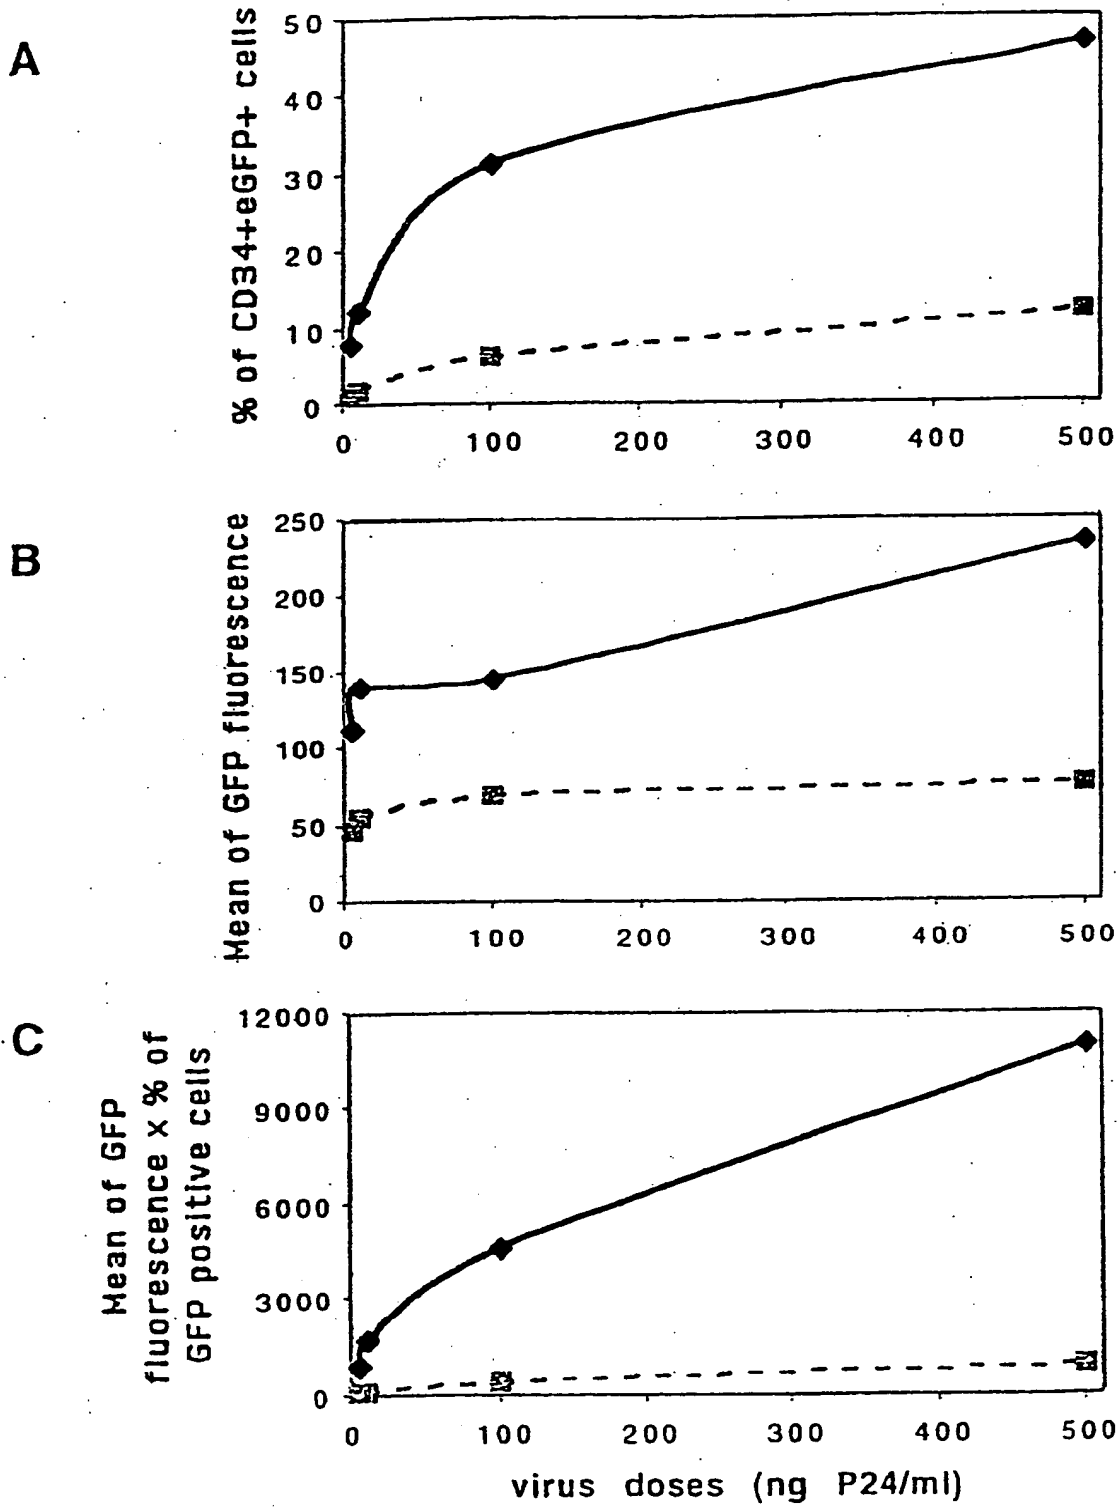 A
% of CD34+eGFP+ cells
50
40
30
20
10
0
0 100 200 300 400 500
B
Mean of GFP fluorescence
250
200
150
100
50
0
0 100 200 300 400 500
C
Mean of GFP
fluorescence x % of
GFP positive cells
12000
9000
6000
3000
0
0 100 200 300 400 500
virus doses (ng P24/ml)